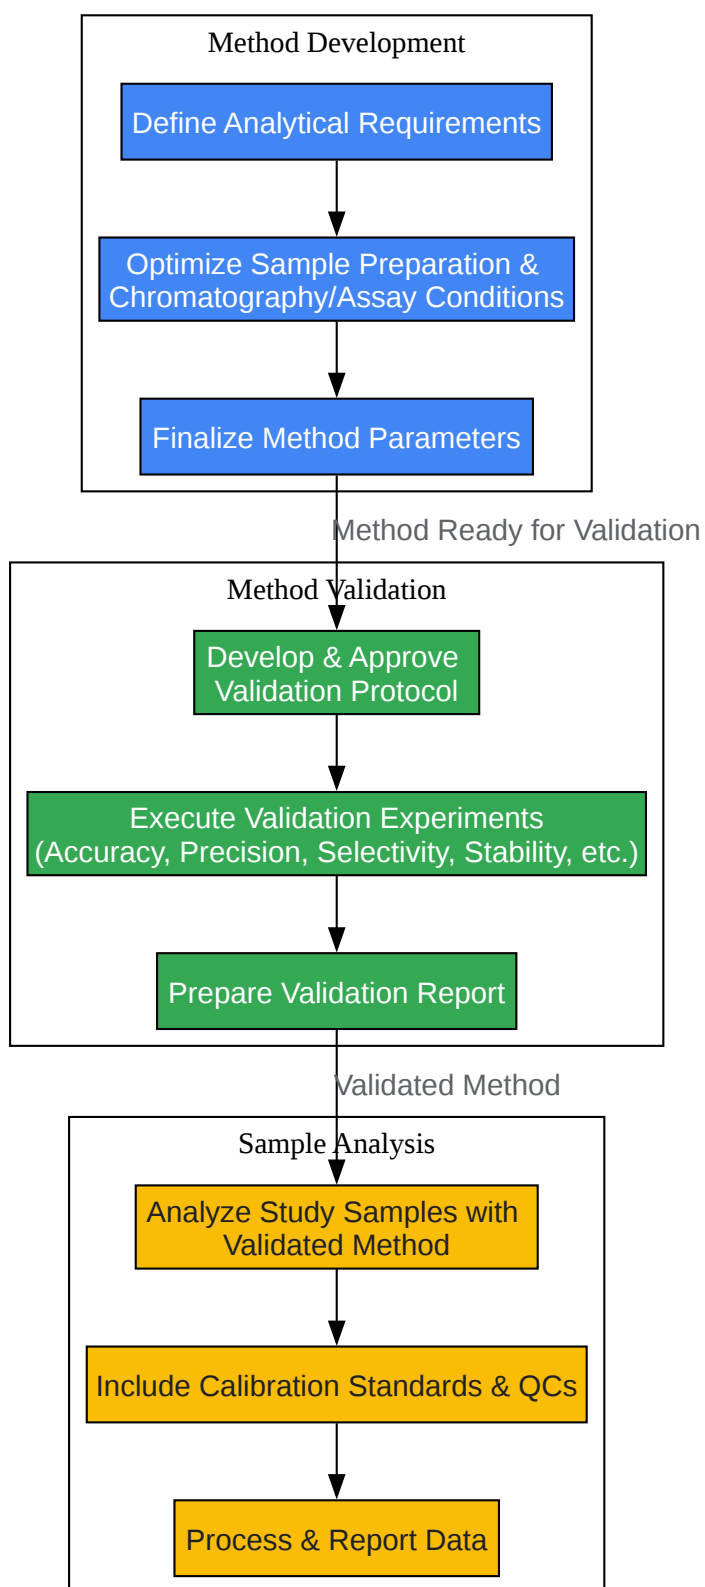 Method Development
Define Analytical Requirements
Optimize Sample Preparation &
Chromatography/Assay Conditions
Finalize Method Parameters
Method Ready for Validation
Method Validation
Develop & Approve
Validation Protocol
Execute Validation Experiments
(Accuracy, Precision, Selectivity, Stability, etc.)
Prepare Validation Report
Validated Method
Sample Analysis
Analyze Study Samples with
Validated Method
Include Calibration Standards & QCs
Process & Report Data